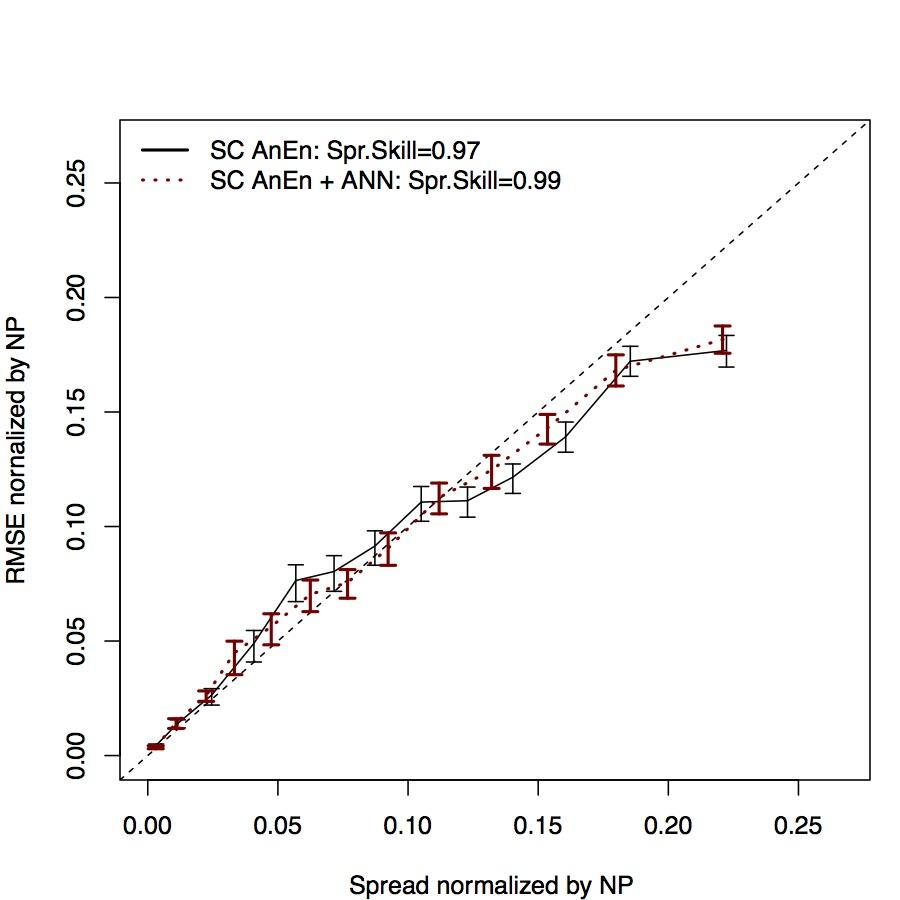 SC AnEn: Spr.Skill=0.97
SC AnEn + ANN: Spr.Skill=0.99
RMSE nornalized by NP
0.25
0.20
0.15
0.10
0.05
0.00
0.00 0.05 0.10 0.15 0.20 0.25
Spread normalized by NP